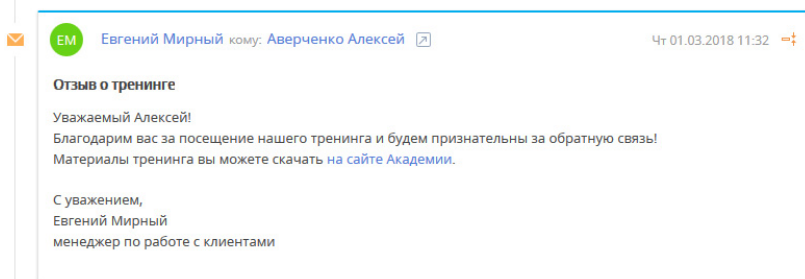 ЕМ Евгений Мирный кому: Аверченко Алексей Чт 01.03.2018 11:32
Отзыв о тренинге
Уважаемый Алексей!
Благодарим вас за посещение нашего тренинга и будем признательны за обратную связь!
Материалы тренинга вы можете скачать на сайте Академии.
С уважением,
Евгений Мирный
менеджер по работе с клиентами